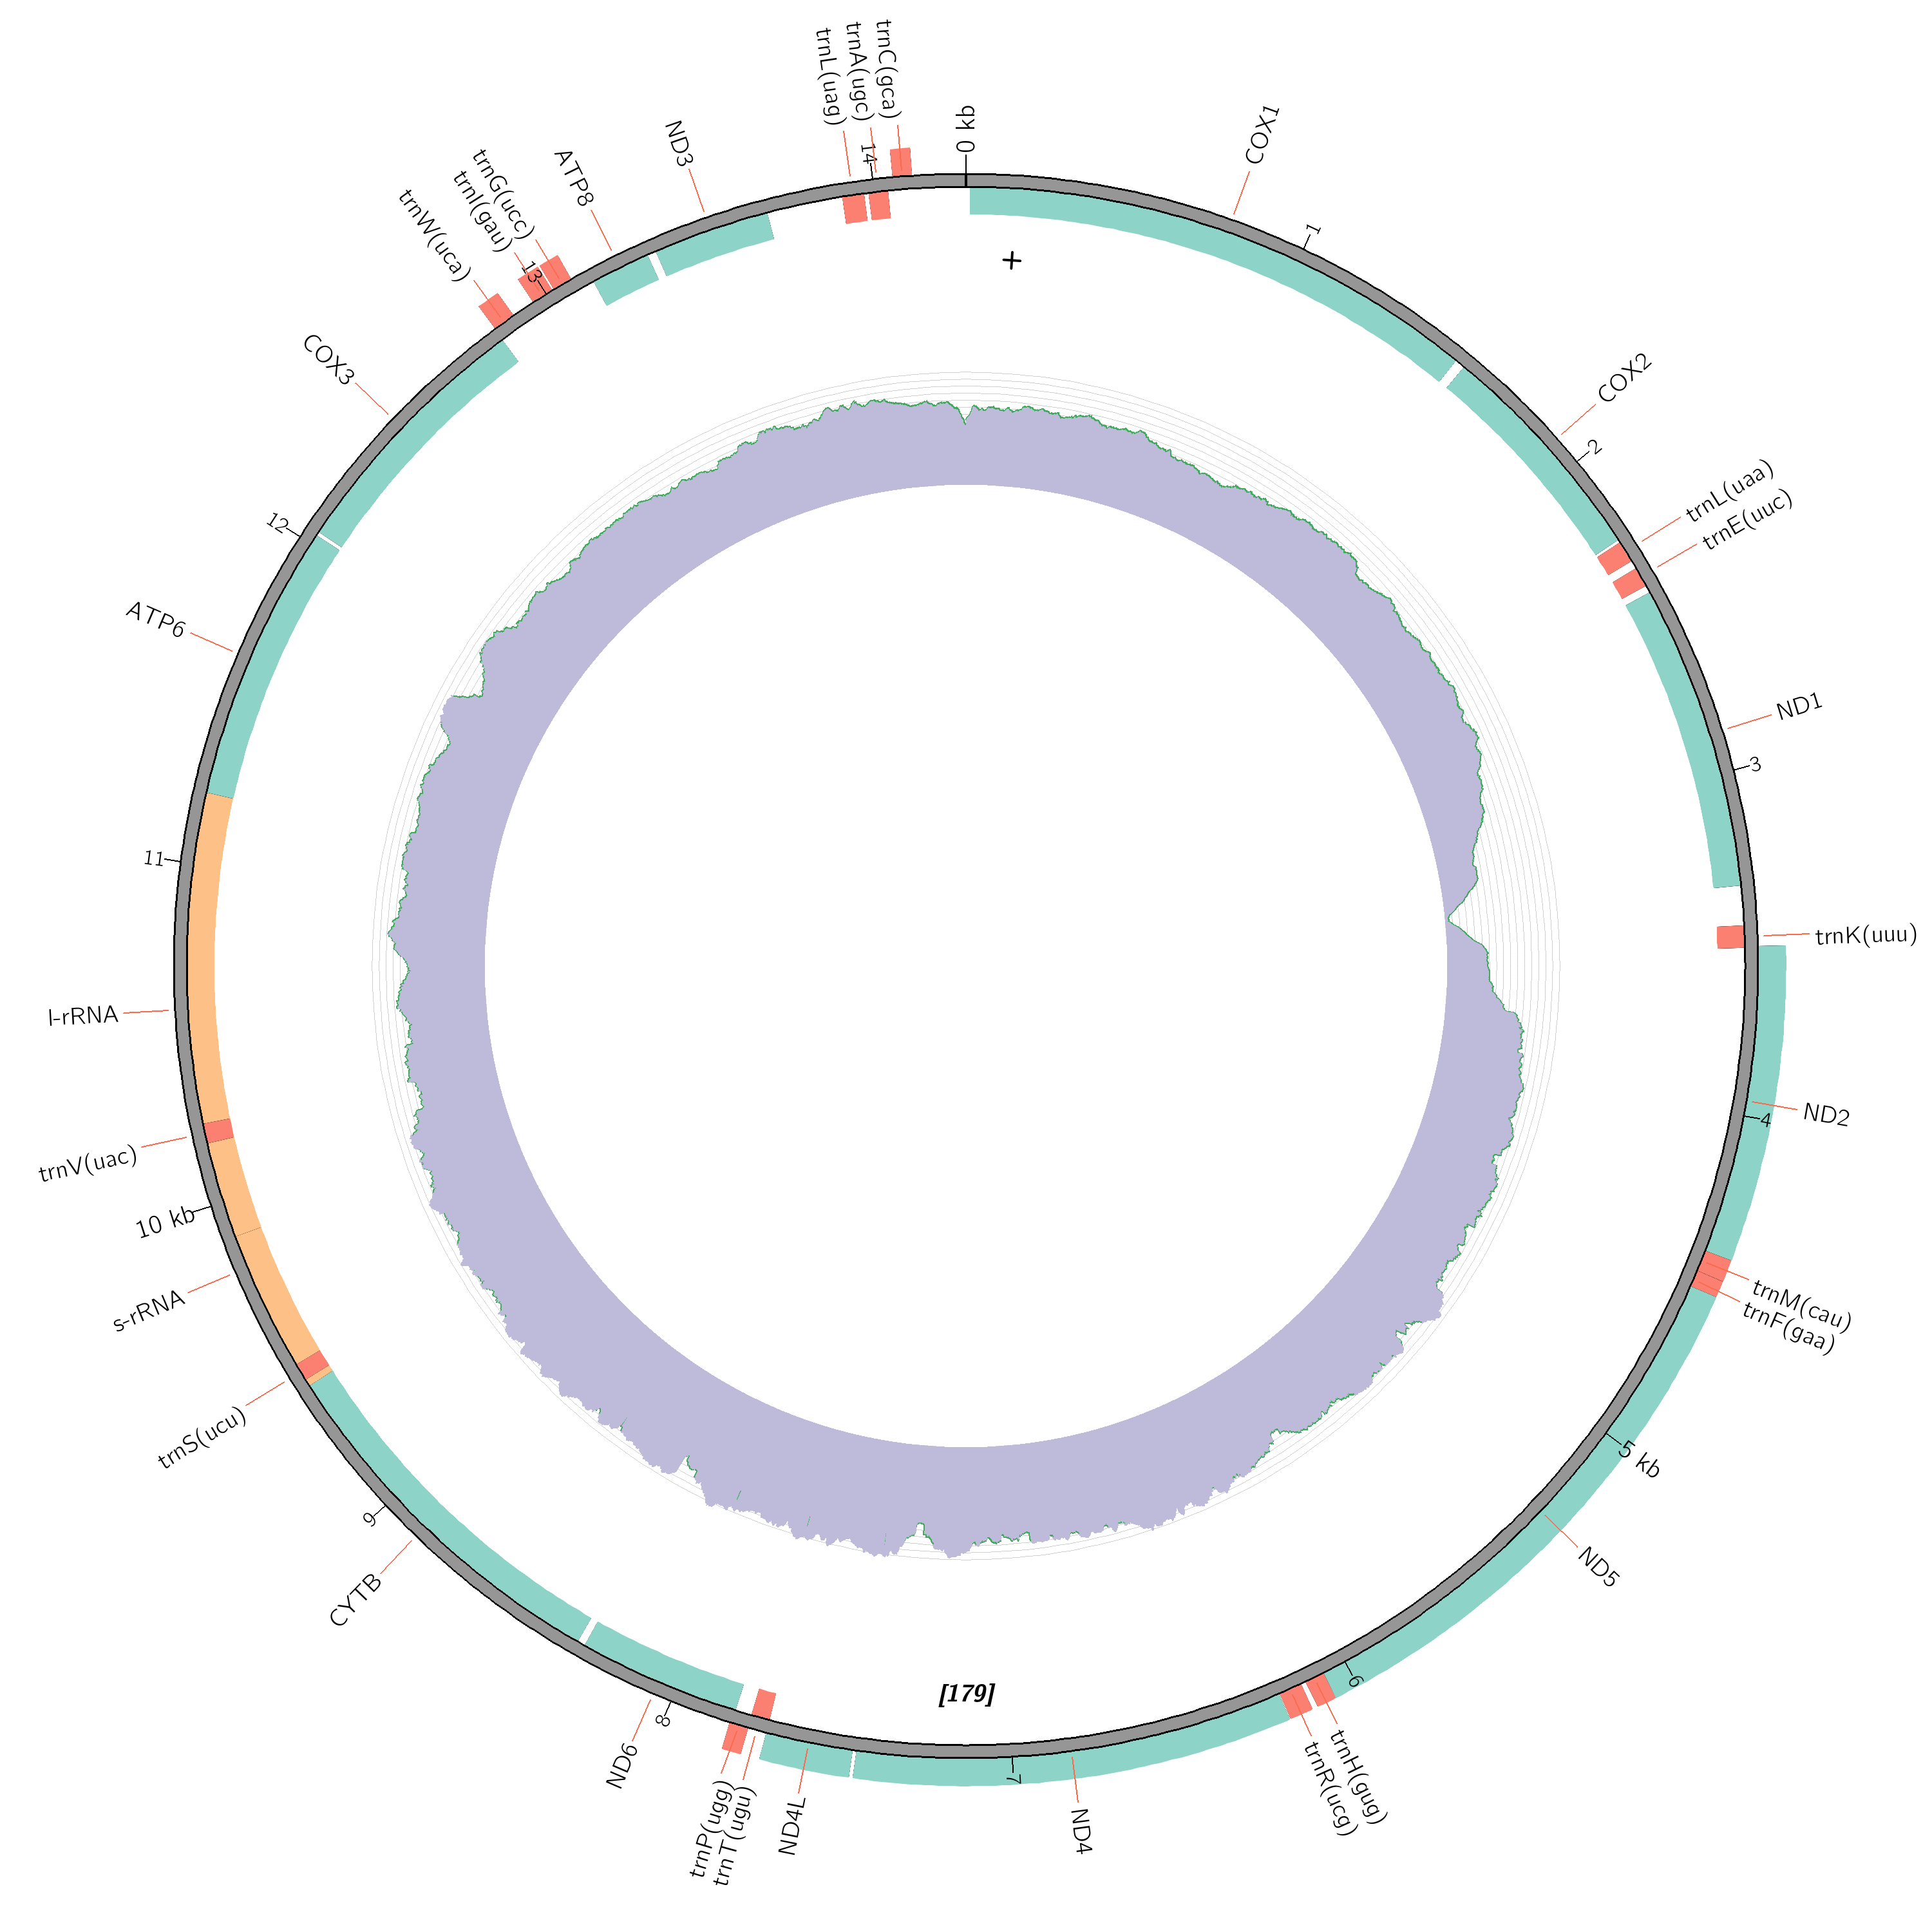 0 kb
COX1
1
COX2
2
trnL(uaa)
trnE(uuc)
ND1
3
trnK(uuu)
ND2
4
trnM(cau)
trnF(gaa)
5 kb
ND5
6
trnH(gug)
trnR(ucg)
ND4
7
ND4L
trnT(ugu)
trnP(ugg)
8
ND6
CYTB
9
trnS(ucu)
s-rRNA
10 kb
trnV(uac)
l-rRNA
11
ATP6
12
COX3
trnW(uca)
13
trnI(gau)
trnG(ucc)
ATP8
ND3
trnL(uag)
14
trnA(ugc)
trnC(gca)
+
[179]